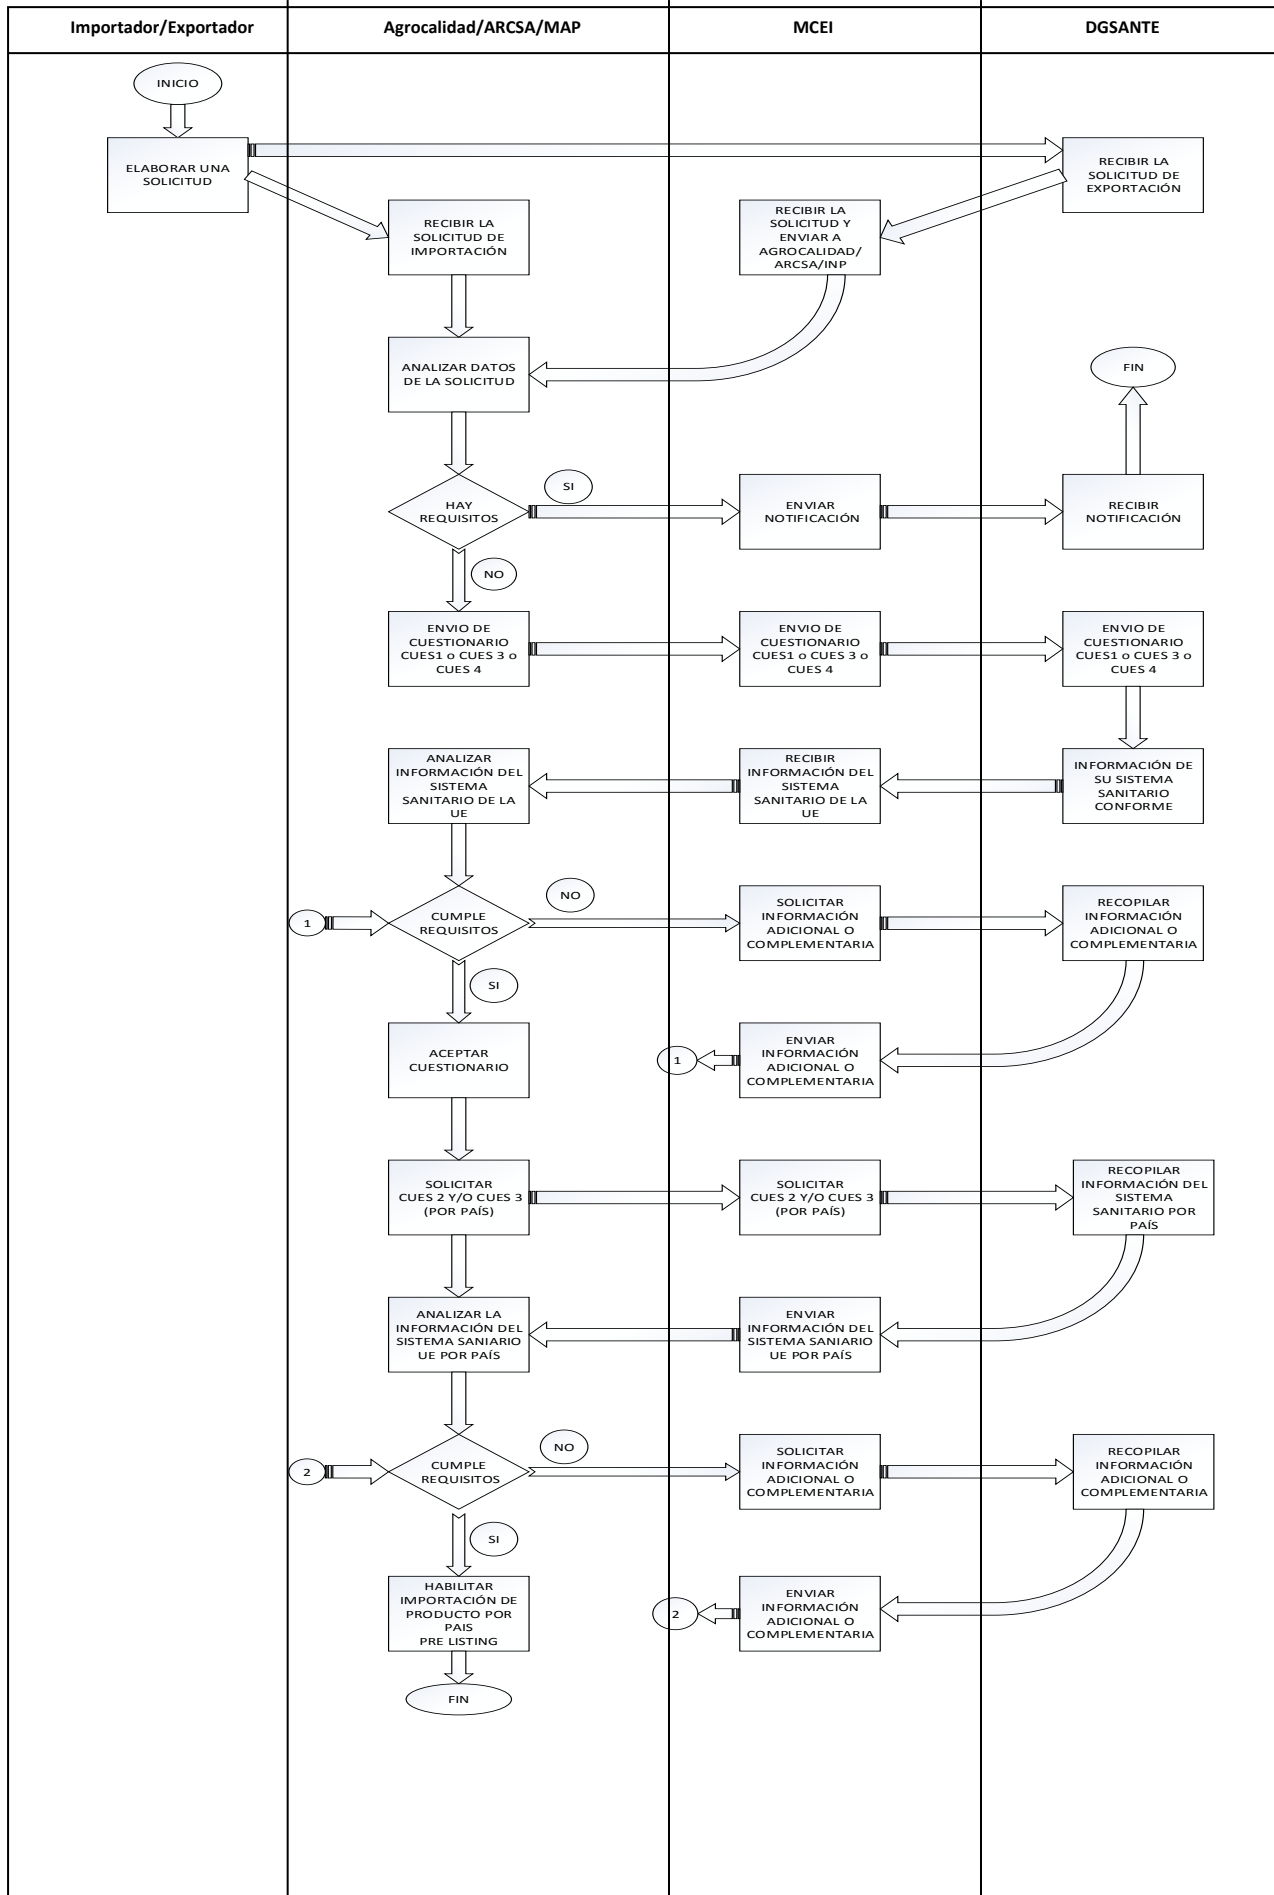 Importador/Exportador
Agrocalidad/ARCSA/MAP
MCEI
DGSANTE
INICIO
ELABORAR UNA
SOLICITUD
RECIBIR LA
SOLICITUD DE
EXPORTACIÓN
RECIBIR LA
SOLICITUD DE
IMPORTACIÓN
RECIBIR LA
SOLICITUD Y
ENVIAR A
AGROCALIDAD/
ARCSA/INP
ANALIZAR DATOS
DE LA SOLICITUD
FIN
HAY
REQUISITOS
SI
ENVIAR
NOTIFICACIÓN
RECIBIR
NOTIFICACIÓN
NO
ENVIO DE
CUESTIONARIO
CUES1 o CUES 3 o
CUES 4
ENVIO DE
CUESTIONARIO
CUES1 o CUES 3 o
CUES 4
ENVIO DE
CUESTIONARIO
CUES1 o CUES 3 o
CUES 4
ANALIZAR
INFORMACIÓN DEL
SISTEMA
SANITARIO DE LA
UE
RECIBIR
INFORMACIÓN DEL
SISTEMA
SANITARIO DE LA
UE
INFORMACIÓN DE
SU SISTEMA
SANITARIO
CONFORME
1
CUMPLE
REQUISITOS
NO
SOLICITAR
INFORMACIÓN
ADICIONAL O
COMPLEMENTARIA
RECOPILAR
INFORMACIÓN
ADICIONAL O
COMPLEMENTARIA
SI
ACEPTAR
CUESTIONARIO
1
ENVIAR
INFORMACIÓN
ADICIONAL O
COMPLEMENTARIA
SOLICITAR
CUES 2 Y/O CUES 3
(POR PAÍS)
SOLICITAR
CUES 2 Y/O CUES 3
(POR PAÍS)
RECOPILAR
INFORMACIÓN DEL
SISTEMA
SANITARIO POR
PAÍS
ANALIZAR LA
INFORMACIÓN DEL
SISTEMA SANIARIO
UE POR PAÍS
ENVIAR
INFORMACIÓN DEL
SISTEMA SANIARIO
UE POR PAÍS
2
CUMPLE
REQUISITOS
NO
SOLICITAR
INFORMACIÓN
ADICIONAL O
COMPLEMENTARIA
RECOPILAR
INFORMACIÓN
ADICIONAL O
COMPLEMENTARIA
SI
HABILITAR
IMPORTACIÓN DE
PRODUCTO POR
PAIS
PRE LISTING
2
ENVIAR
INFORMACIÓN
ADICIONAL O
COMPLEMENTARIA
FIN